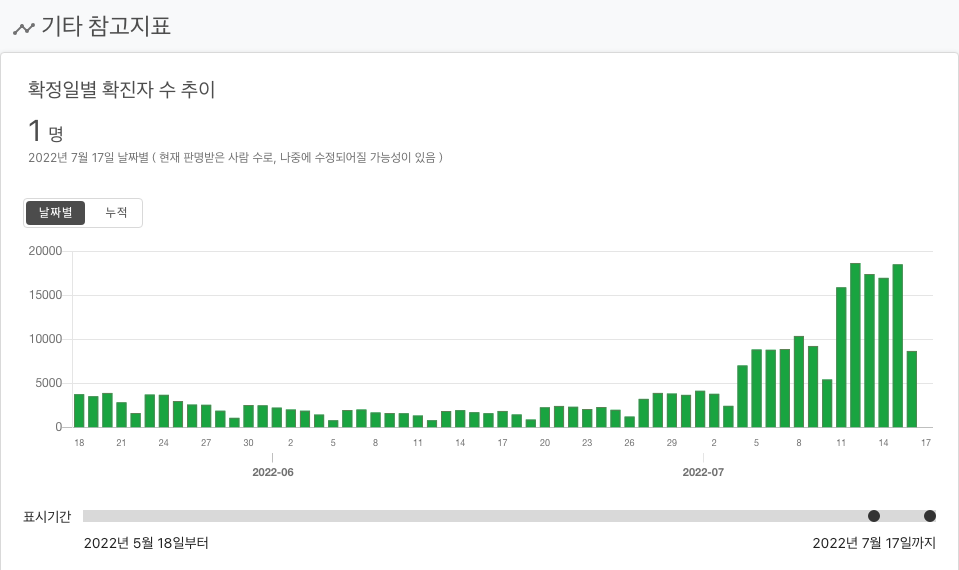 기타 참고지표
확정일별 확진자 수 추이
1 명
2022년 7월 17일 날짜별 ( 현재 판명받은 사람 수로, 나중에 수정되어질 가능성이 있음 )
날짜별 누적
20000
15000
10000
5000
0
18 21 24 27 30 2 5 8 11 14 17 20 23 26 29 2 5 8 11 14 17
2022-06 2022-07
표시기간
2022년 5월 18일부터 2022년 7월 17일까지